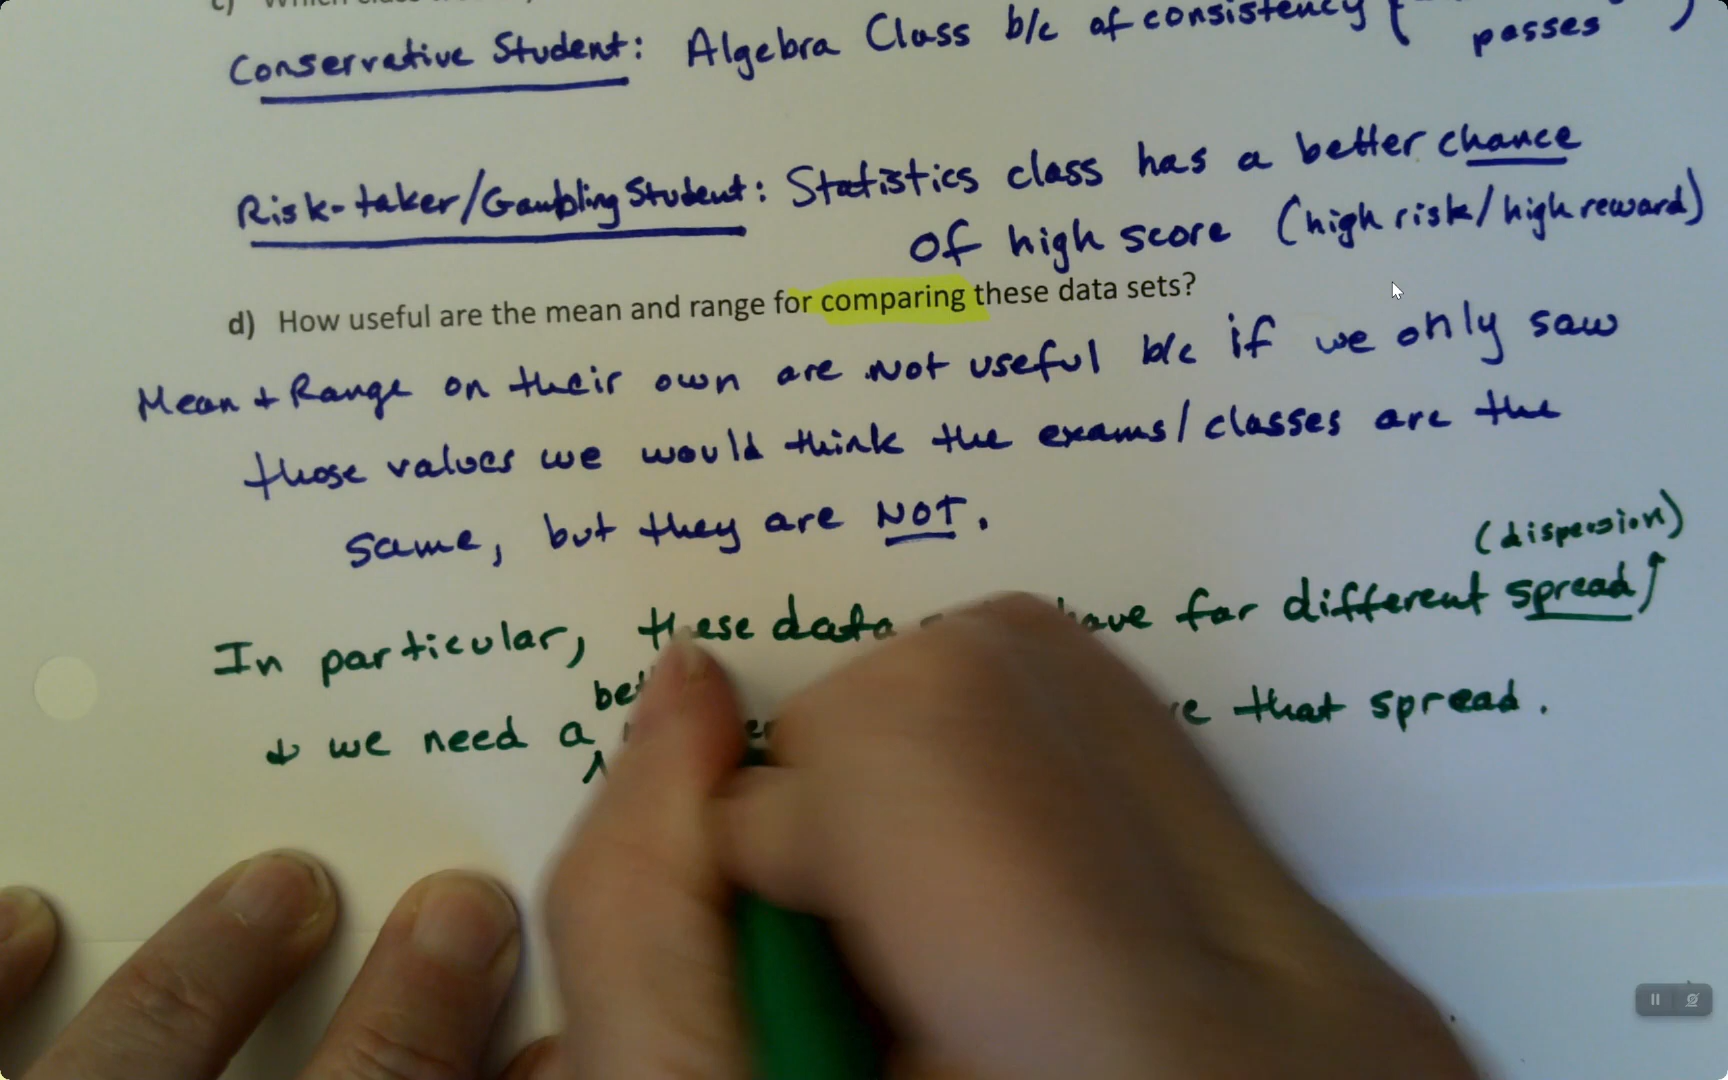 c) Which class
Conservative Student: Algebra Class b/c of consistency (
passes )
Risk-taker/Gambling Student: Statistics class has a better chance
of high score (high risk/high reward)
d) How useful are the mean and range for comparing these data sets?
Mean + Range on their own are Not useful b/c if we only saw
those values we would think the exams/classes are the
same, but they are NOT.
(dispersion)
In particular, these data have far different spread
↓ we need a that spread.